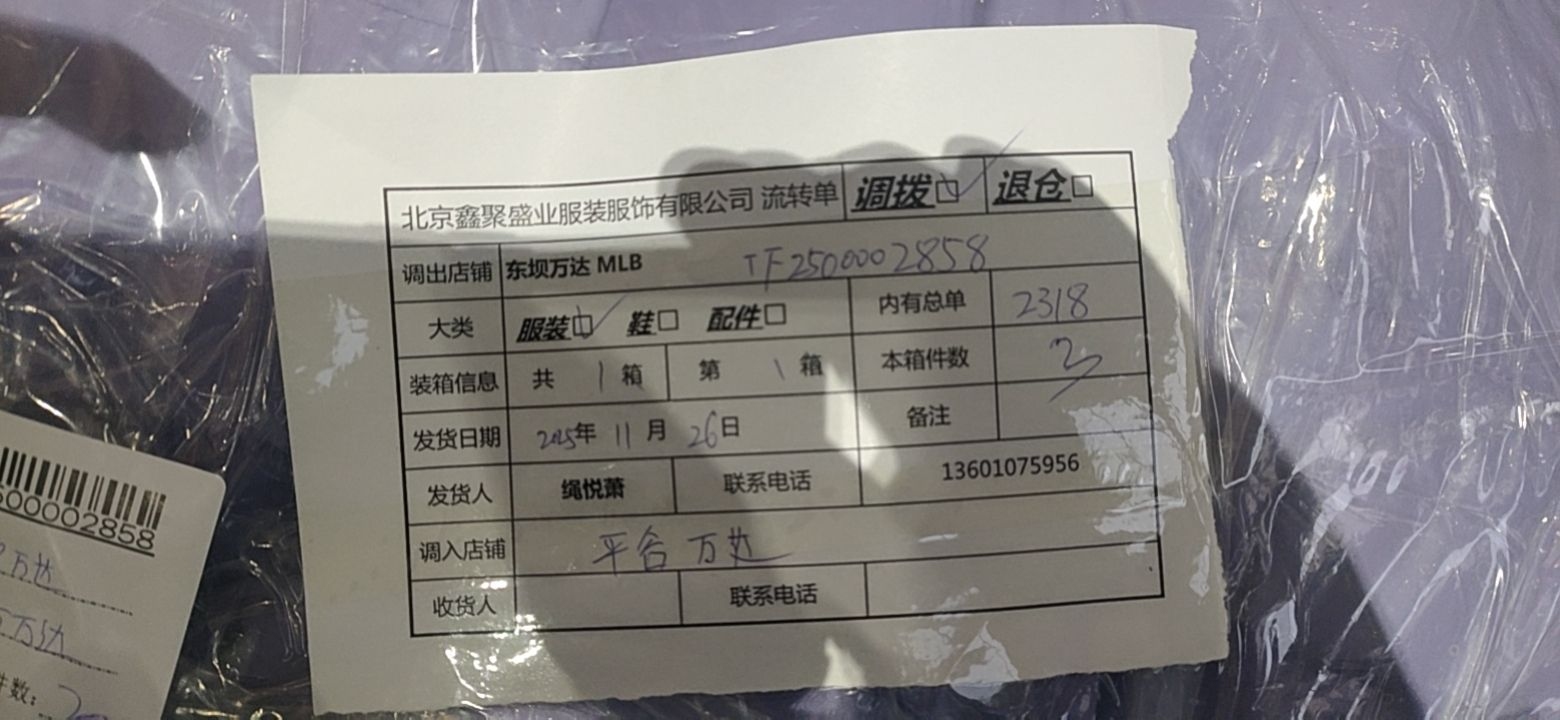 北京鑫聚盛业服装服饰有限公司 流转单 调拨☑ 退仓□
调出店铺 东坝万达 MLB TF2500002858
大类 服装☑ 鞋□ 配件□ 内有总单 2318
装箱信息 共 1 箱 第 1 箱 本箱件数
发货日期 2025年 11月 26日 备注
发货人 绳悦萧 联系电话 13601075956
调入店铺 平谷 万达
收货人 联系电话
00002858
万达
万达
件数: